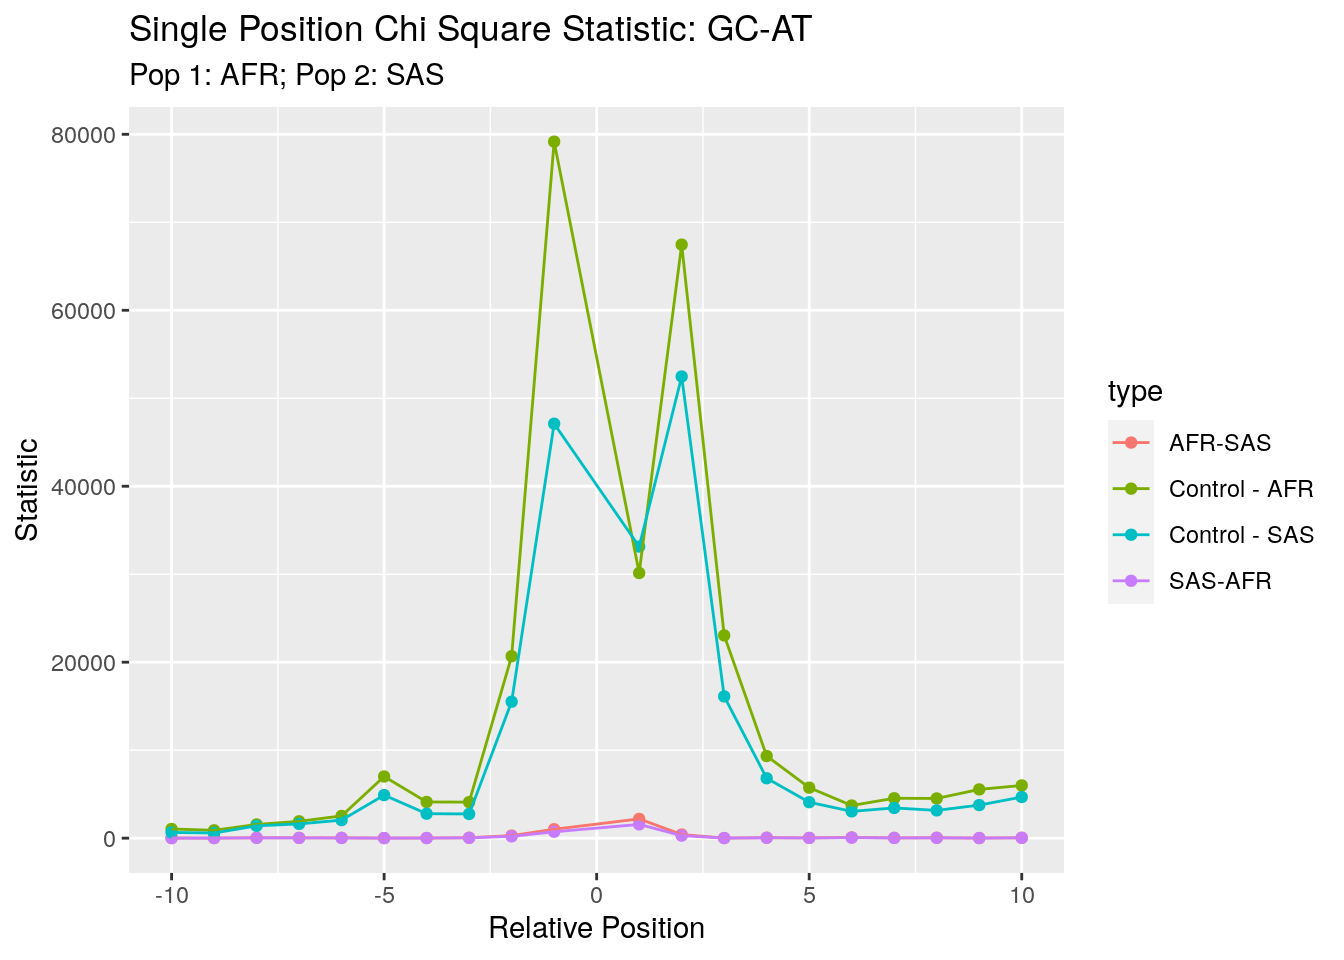 Single Position Chi Square Statistic: GC-AT
Pop 1: AFR; Pop 2: SAS
80000
60000
40000
20000
0
Statistic
-10
-5
0
5
10
Relative Position
type
AFR-SAS
Control - AFR
Control - SAS
SAS-AFR